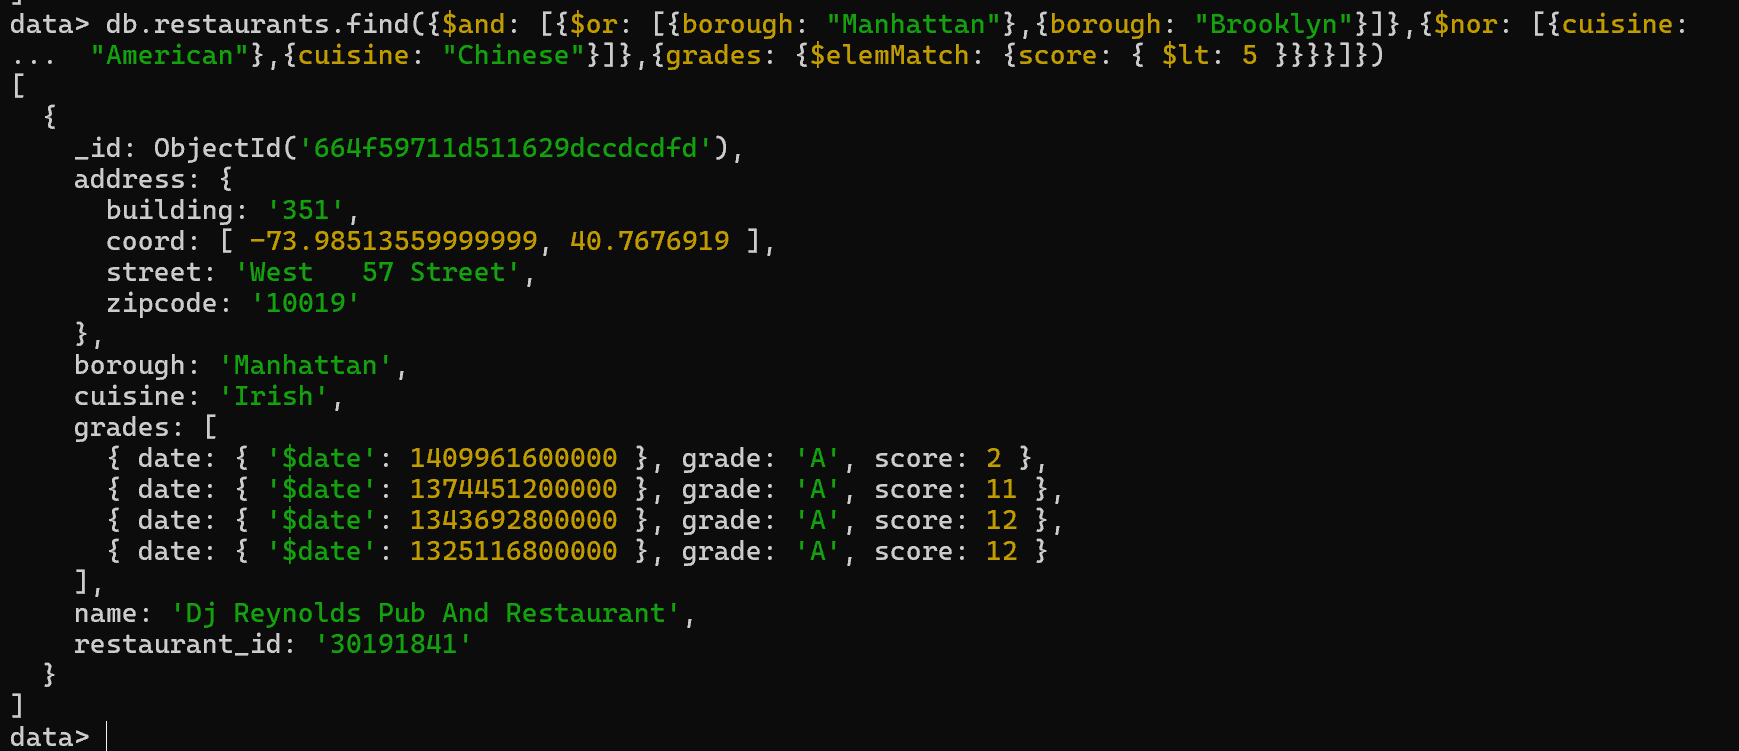 ]
data> db.restaurants.find({$and: [{$or: [{borough: "Manhattan"},{borough: "Brooklyn"}]},{$nor: [{cuisine:
...  "American"},{cuisine: "Chinese"}]},{grades: {$elemMatch: {score: { $lt: 5 }}}}]})
[
  {
    _id: ObjectId('664f59711d511629dccdcdfd'),
    address: {
      building: '351',
      coord: [ -73.98513559999999, 40.7676919 ],
      street: 'West   57 Street',
      zipcode: '10019'
    },
    borough: 'Manhattan',
    cuisine: 'Irish',
    grades: [
      { date: { '$date': 1409961600000 }, grade: 'A', score: 2 },
      { date: { '$date': 1374451200000 }, grade: 'A', score: 11 },
      { date: { '$date': 1343692800000 }, grade: 'A', score: 12 },
      { date: { '$date': 1325116800000 }, grade: 'A', score: 12 }
    ],
    name: 'Dj Reynolds Pub And Restaurant',
    restaurant_id: '30191841'
  }
]
data>